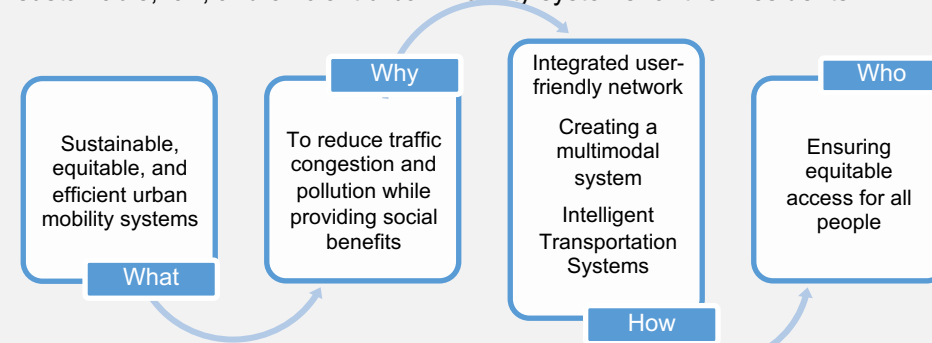 What
Sustainable,
equitable, and
efficient urban
mobility systems
Why
To reduce traffic
congestion and
pollution while
providing social
benefits
How
Integrated user-
friendly network
Creating a
multimodal
system
Intelligent
Transportation
Systems
Who
Ensuring
equitable
access for all
people